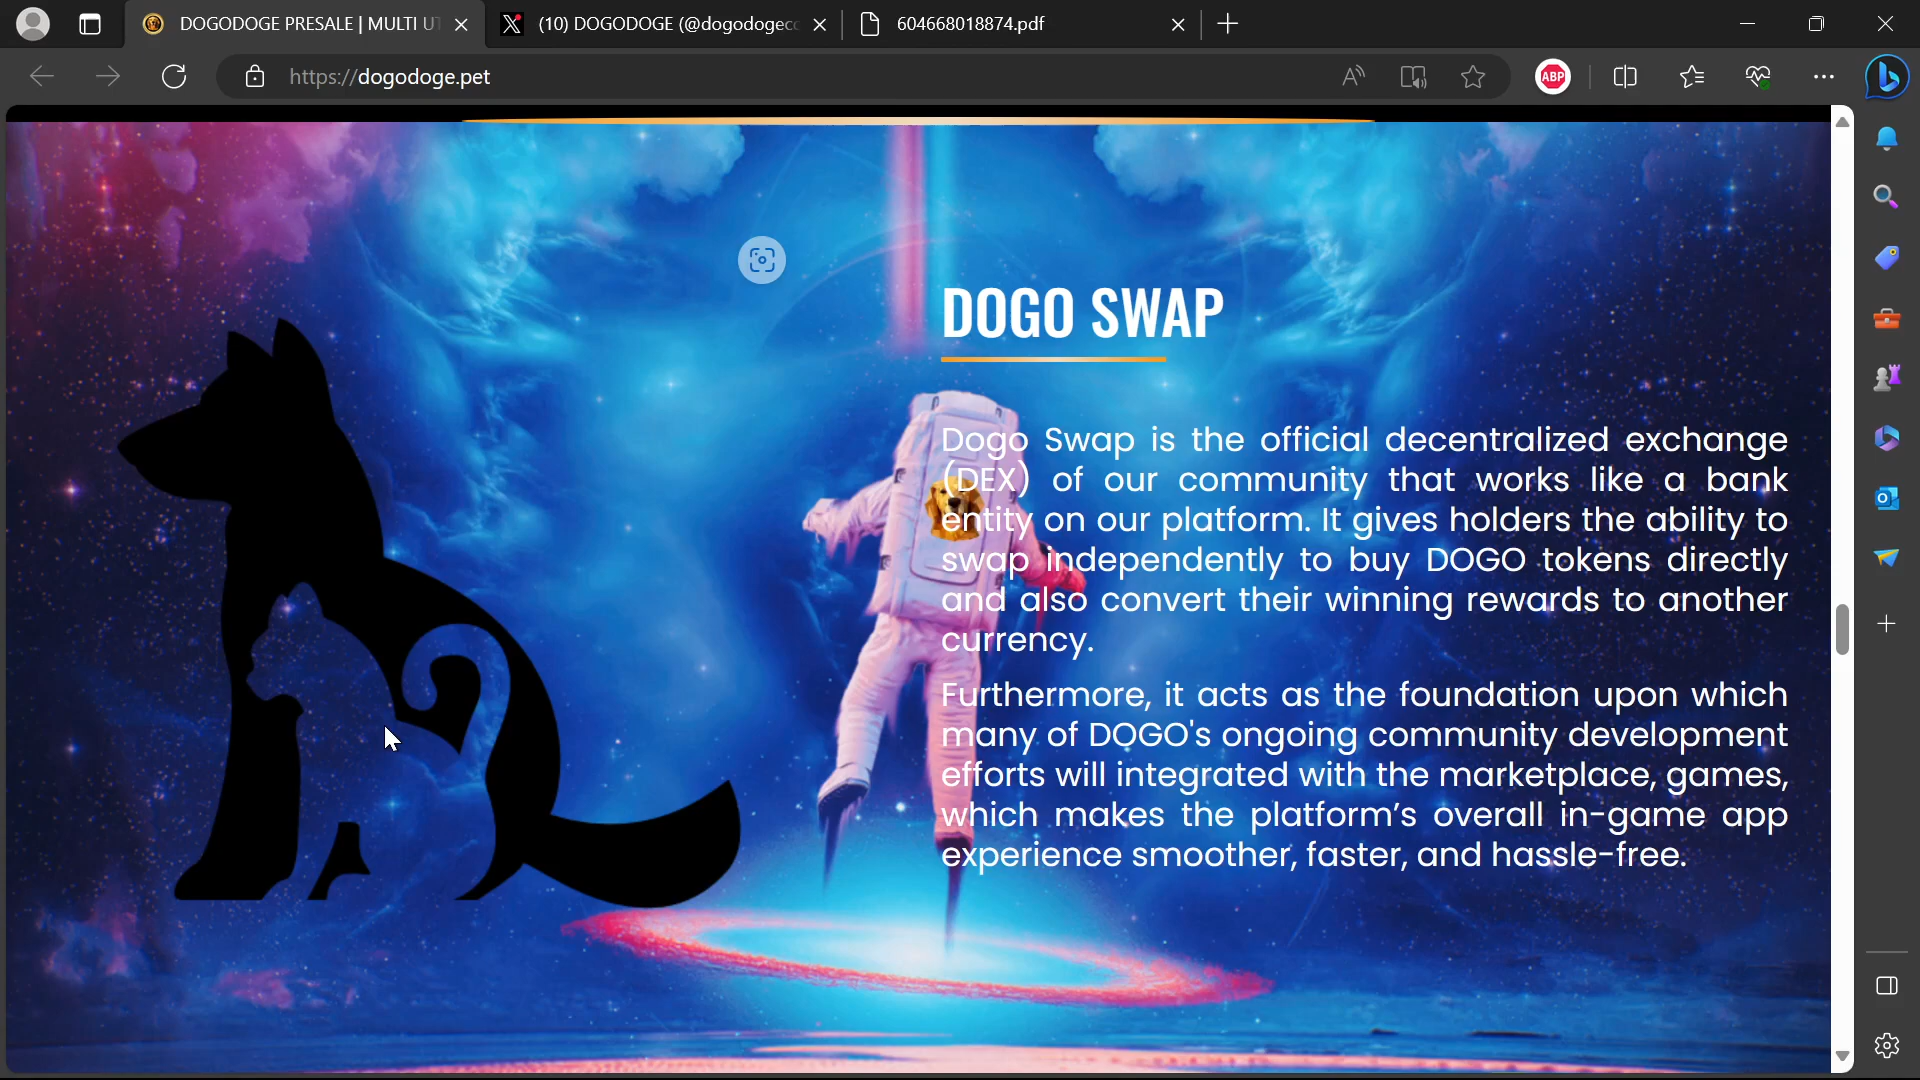 DOGODOGE PRESALE | MULTI UT
(10) DOGODOGE (@dogodogecc
604668018874.pdf
https://dogodoge.pet
ABP
DOGO SWAP
Dogo Swap is the official decentralized exchange
(DEX) of our community that works like a bank
entity on our platform. It gives holders the ability to
swap independently to buy DOGO tokens directly
and also convert their winning rewards to another
currency.
Furthermore, it acts as the foundation upon which
many of DOGO's ongoing community development
efforts will integrated with the marketplace, games,
which makes the platform’s overall in-game app
experience smoother, faster, and hassle-free.